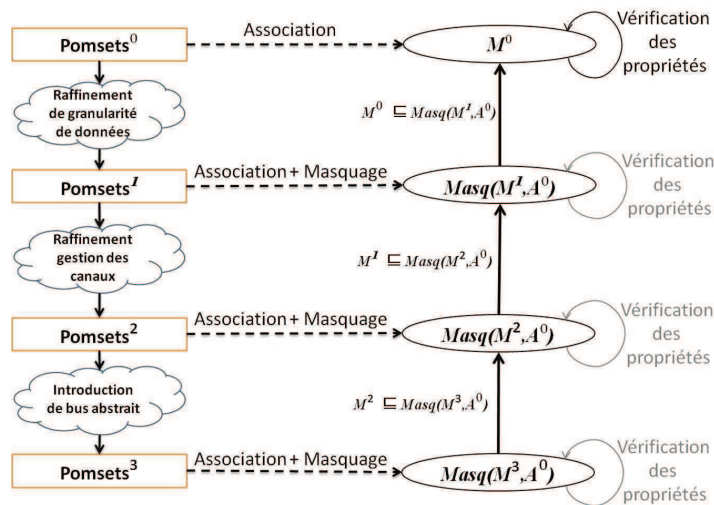 Pomsets⁰
Association
M⁰
Vérification
des
propriétés
Raffinement
de granularité
de données
M⁰ ⊑ Masq(M¹,A⁰)
Pomsets¹
Association + Masquage
Masq(M¹,A⁰)
Vérification
des
propriétés
Raffinement
gestion des
canaux
M¹ ⊑ Masq(M²,A⁰)
Pomsets²
Association + Masquage
Masq(M²,A⁰)
Vérification
des
propriétés
Introduction
de bus abstrait
M² ⊑ Masq(M³,A⁰)
Pomsets³
Association + Masquage
Masq(M³,A⁰)
Vérification
des
propriétés